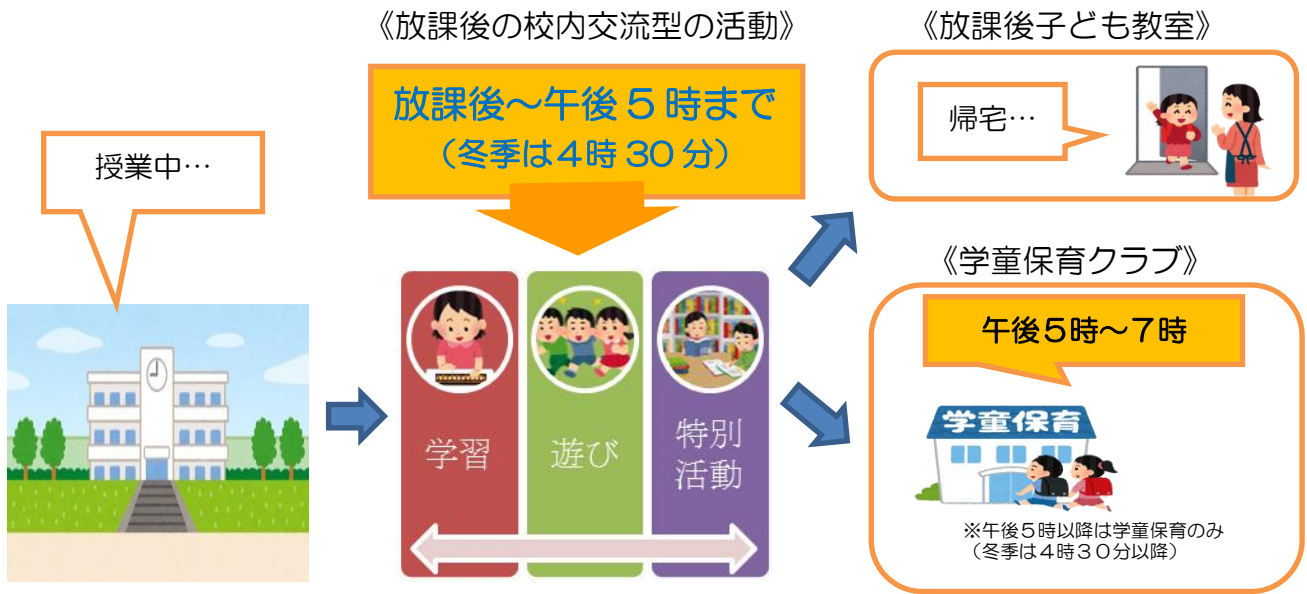 《放課後の校内交流型の活動》
《放課後子ども教室》
放課後~午後5時まで
(冬季は4時30分)
帰宅…
授業中…
《学童保育クラブ》
午後5時~7時
学習
遊び
特別
活動
学童保育
※午後5時以降は学童保育のみ
(冬季は4時30分以降)